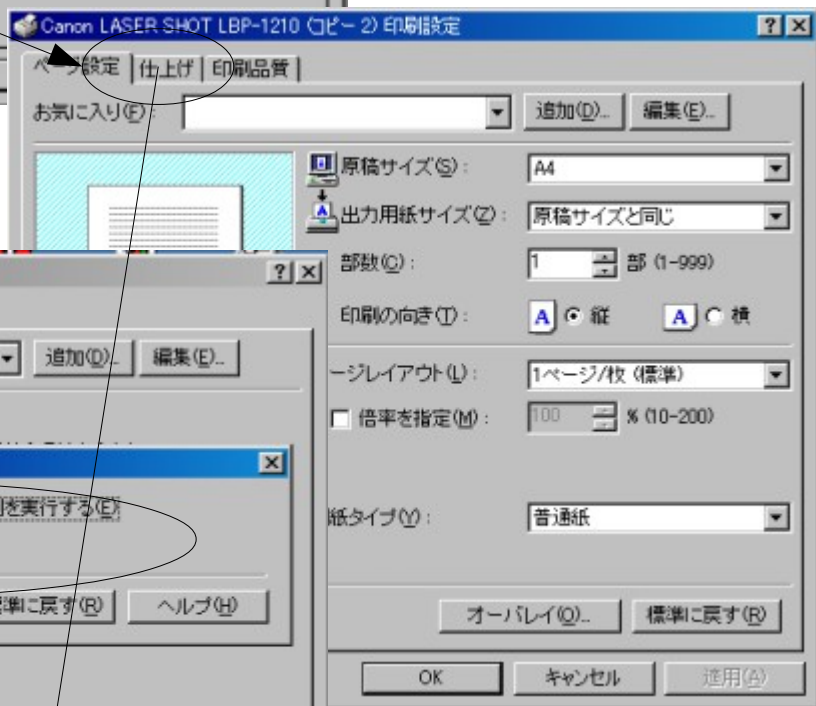 Canon LASER SHOT LBP-1210 (コピー 2) 印刷設定
ページ設定 仕上げ 印刷品質
お気に入り(F): 追加(D)... 編集(E)...
原稿サイズ(S): A4
出力用紙サイズ(Z): 原稿サイズと同じ
部数(C): 1 部 (1-999)
印刷の向き(T): A 縦 A 横
ージレイアウト(L): 1ページ/枚 (標準)
倍率を指定(M): 100 % (10-200)
紙タイプ(Y): 普通紙
オーバレイ(O)... 標準に戻す(R)
OK キャンセル 適用(A)
追加(D)... 編集(E)...
を実行する(E)
準に戻す(R) ヘルプ(H)